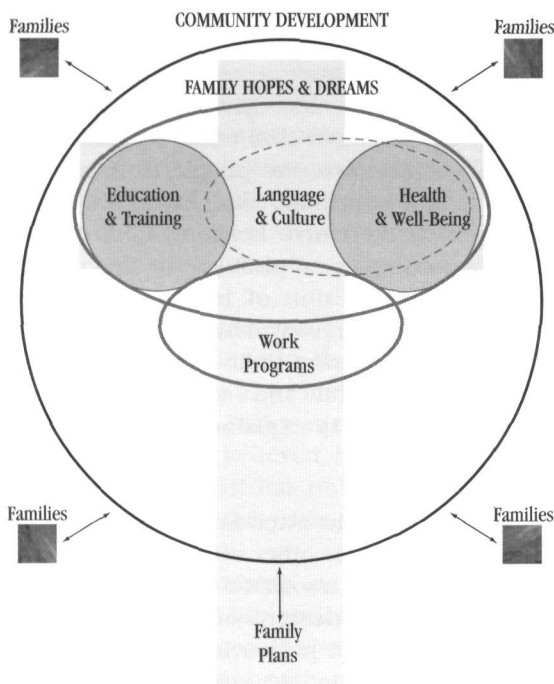 COMMUNITY DEVELOPMENT
Families
Families
FAMILY HOPES & DREAMS
Education
& Training
Language
& Culture
Health
& Well-Being
Work
Programs
Families
Families
Family
Plans